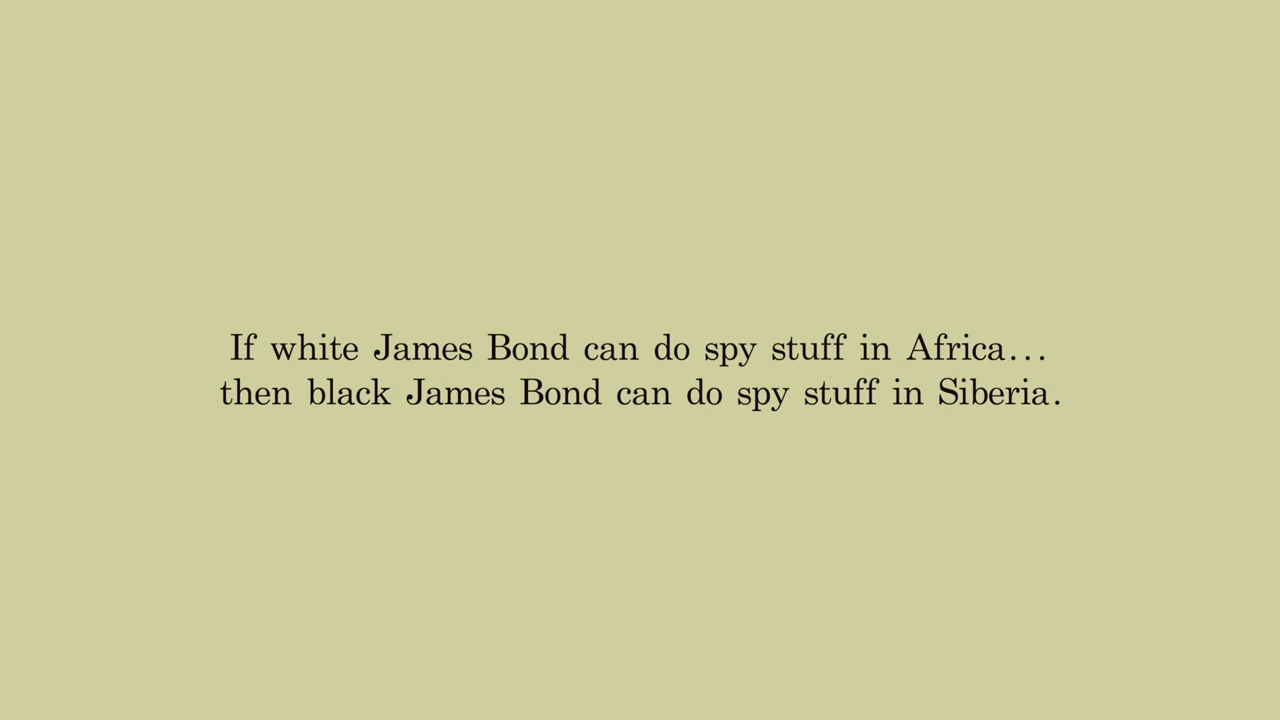 If white James Bond can do spy stuff in Africa…
then black James Bond can do spy stuff in Siberia.